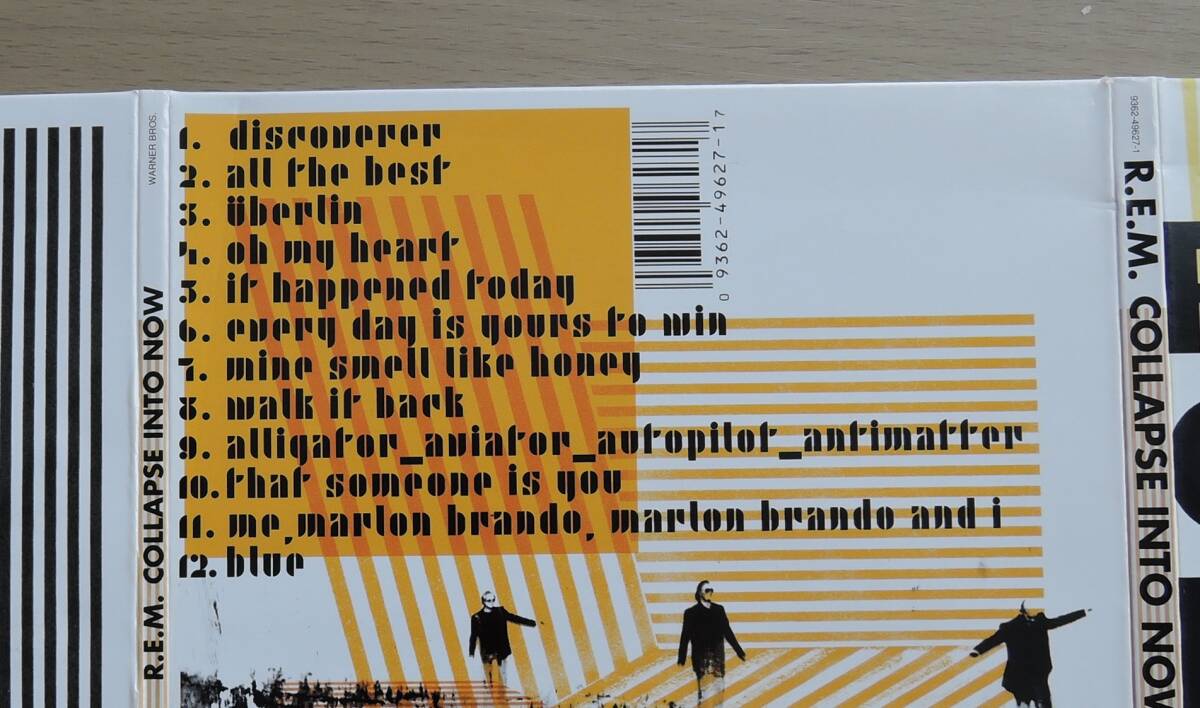 WARNER BROS.
R.E.M. COLLAPSE INTO NOW
1. discoverer
2. all the best
3. überlin
4. oh my heart
5. it happened today
6. every day is yours to win
7. mine smell like honey
8. walk it back
9. alligator_aviator_autopilot_antimatter
10. that someone is you
11. me,marlon brando, marlon brando and i
12. blue
0 9362-49627-1 7
9362-49627-1
R.E.M. COLLAPSE INTO NOW